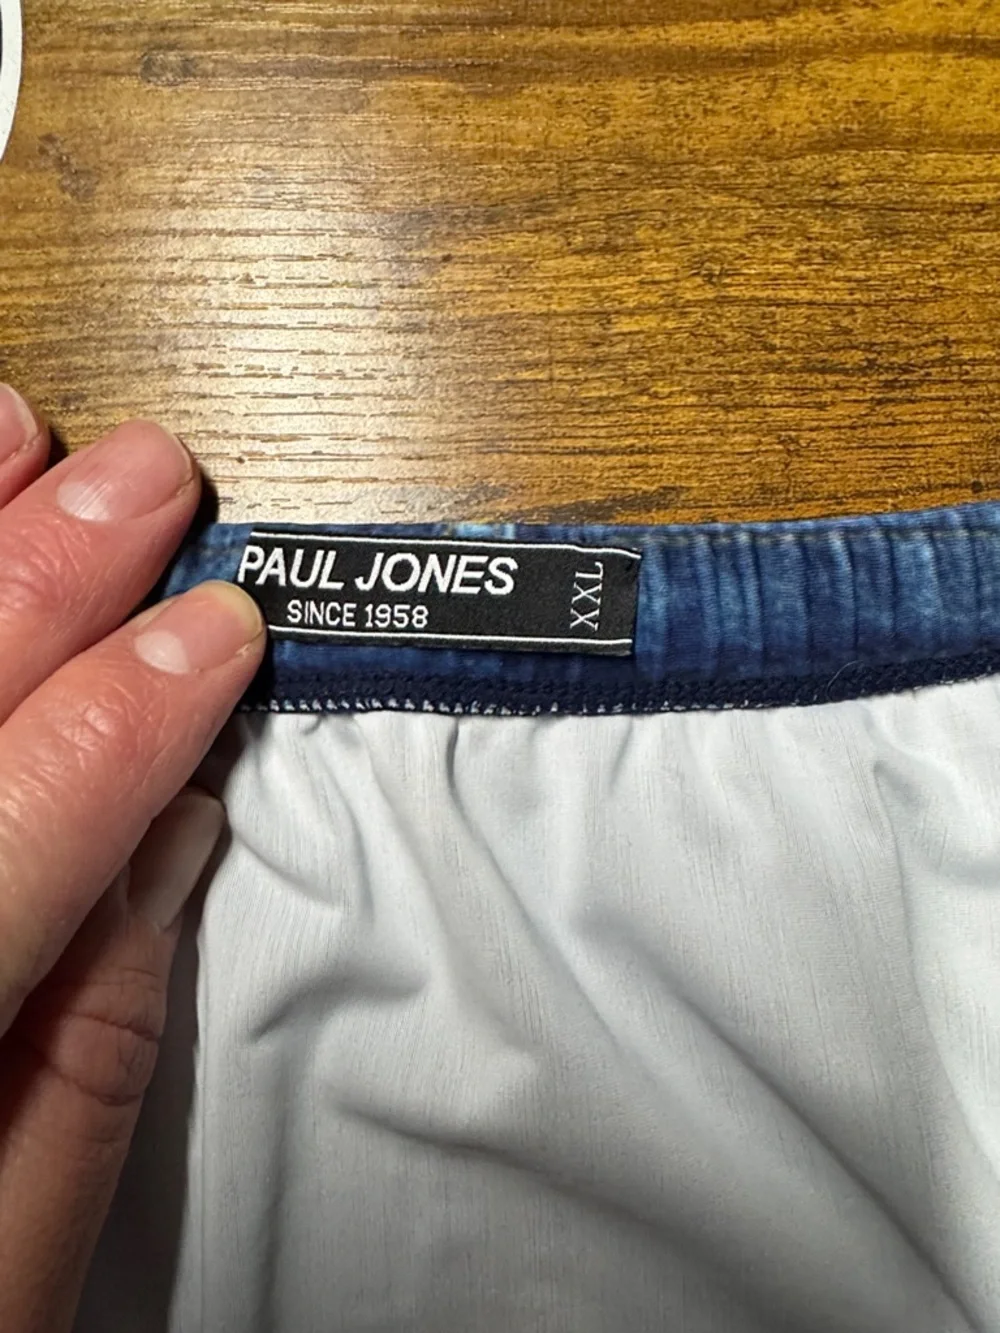 PAUL JONES
SINCE 1958
XXL